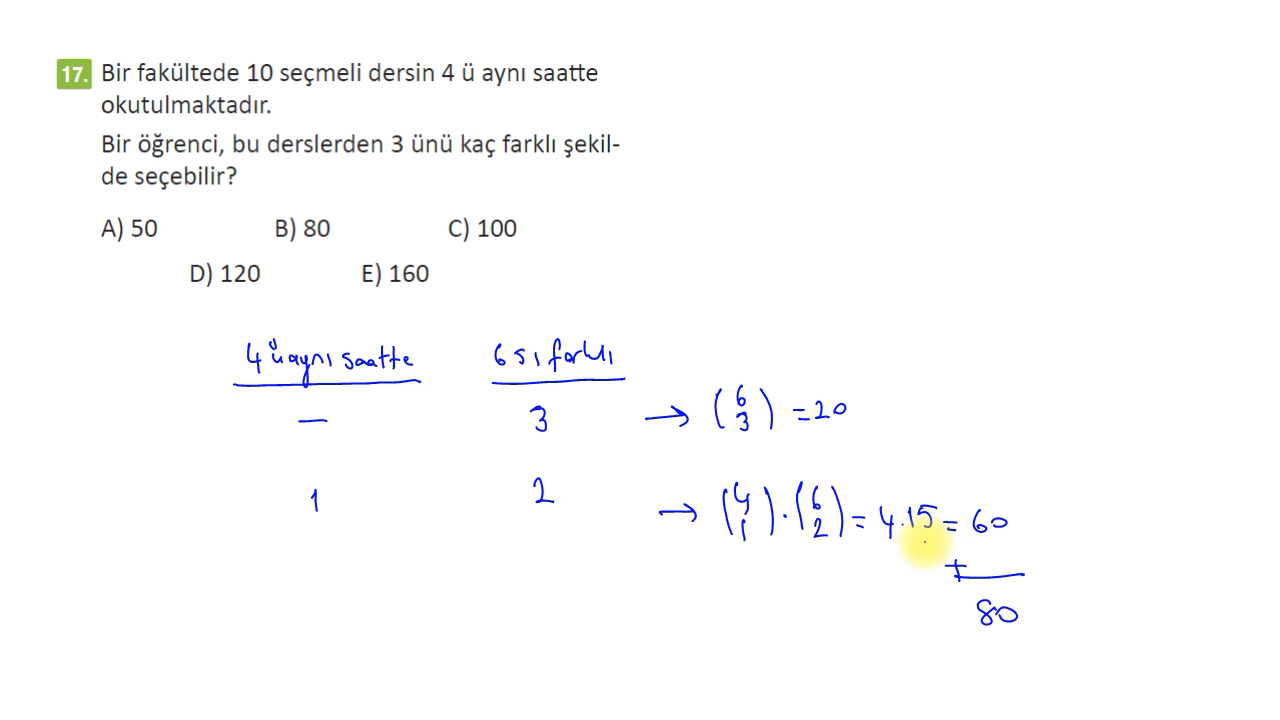 17. Bir fakültede 10 seçmeli dersin 4 ü aynı saatte
okutulmaktadır.
Bir öğrenci, bu derslerden 3 ünü kaç farklı şekil-
de seçebilir?
A) 50 B) 80 C) 100
D) 120 E) 160
4 ü aynı saatte 6 sı farklı
— 3 → (6 3) = 20
1 2 → (4 1) . (6 2) = 4.15 = 60
+
80